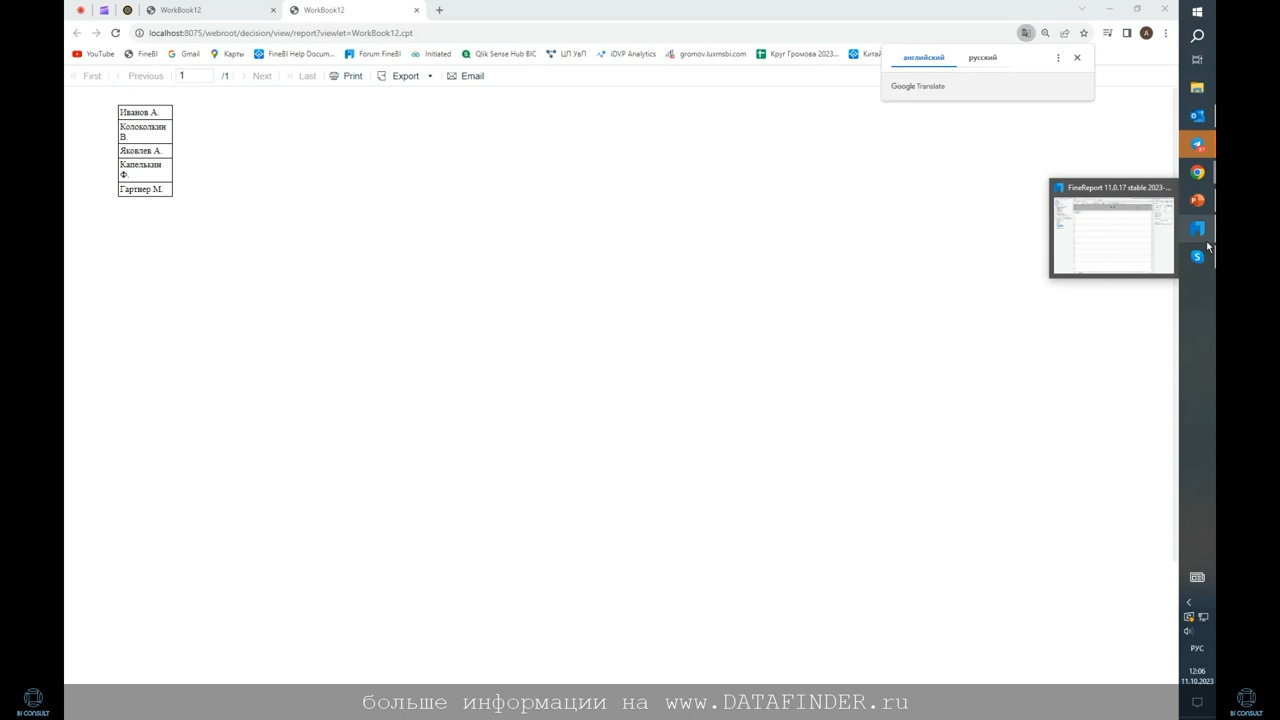 WorkBook12
WorkBook12
localhost:8075/webroot/decision/view/report?viewlet=WorkBook12.cpt
A
YouTube
FineBI
Gmail
Карты
FineBI Help Docum...
Forum FineBI
Initiated
Qlik Sense Hub BIC
ЦП УвП
iDVP Analytics
gromov.luxmsbi.com
Круг Громова 2023...
Китай
английский
русский
Google Translate
First
Previous
1
/1
Next
Last
Print
Export
Email
Иванов А.
Колоколкин
В.
Яковлев А.
Капелькин
Ф.
Гартнер М.
FineReport 11.0.17 stable 2023-...
РУС
12:06
11.10.2023
больше информации на www.DATAFINDER.ru
BI CONSULT
BI CONSULT